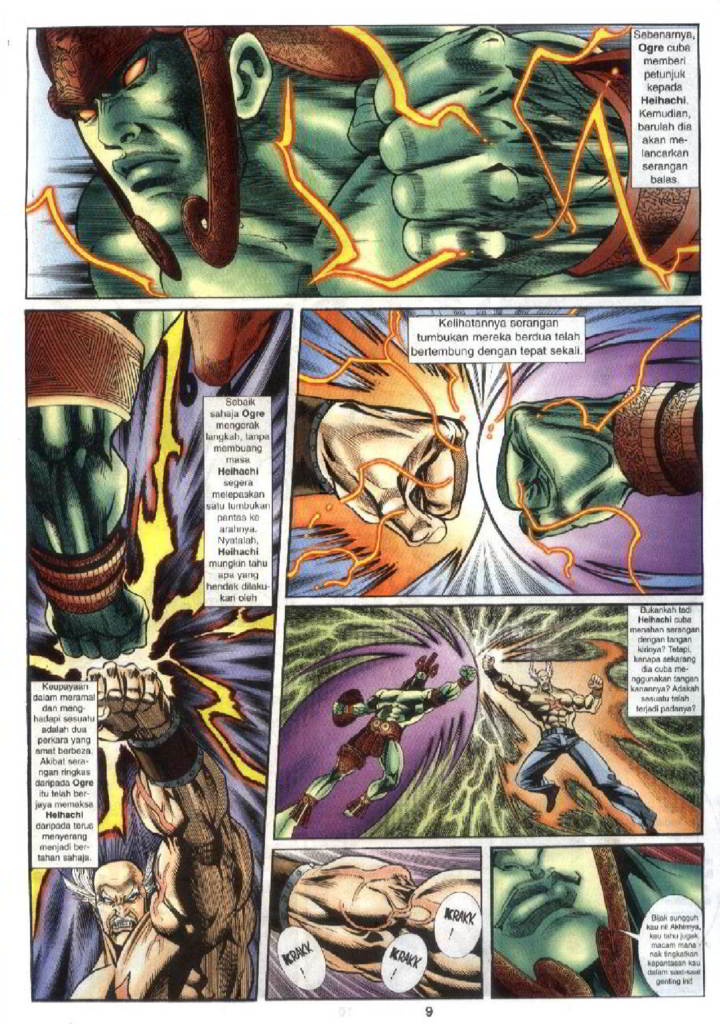 Sebenarnya,
Ogre cuba
memberi
petunjuk
kepada
Heihachi.
Kemudian,
barulah dia
akan me-
lancarkan
serangan
balas.
Kelihatannya serangan
tumbukan mereka berdua telah
bertembung dengan tepat sekali.
Sebaik
sahaja Ogre
mengerak
langkah, tanpa
membuang
masa
Heihachi
segera
melepaskan
satu tumbukan
pantas ke
arahnya.
Nyatalah,
Heihachi
mungkin tahu
apa yang
hendak dilaku-
kan oleh
Keupayaan
dalam meramal
dan meng-
hadapi sesuatu
adalah dua
perkara yang
amat berbeza.
Akibat sera-
ngan ringkas
daripada Ogre
itu telah ber-
jaya memaksa
Heihachi
daripada terus
menyerang
menjadi ber-
tahan sahaja.
Bukankah tadi
Heihachi cuba
menahan serangan
dengan tangan
kirinya? Tetapi,
kenapa sekarang
dia cuba me-
nggunakan tangan
kanannya? Adakah
sesuatu telah
terjadi padanya?
KRAKK
!
KRAKK
!
KRAKK
!
Bijak sungguh
kau ni! Akhirnya,
kau tahu jugak
macam mana
nak tingkatkan
kepantasan kau
dalam saat-saat
genting ini!
9